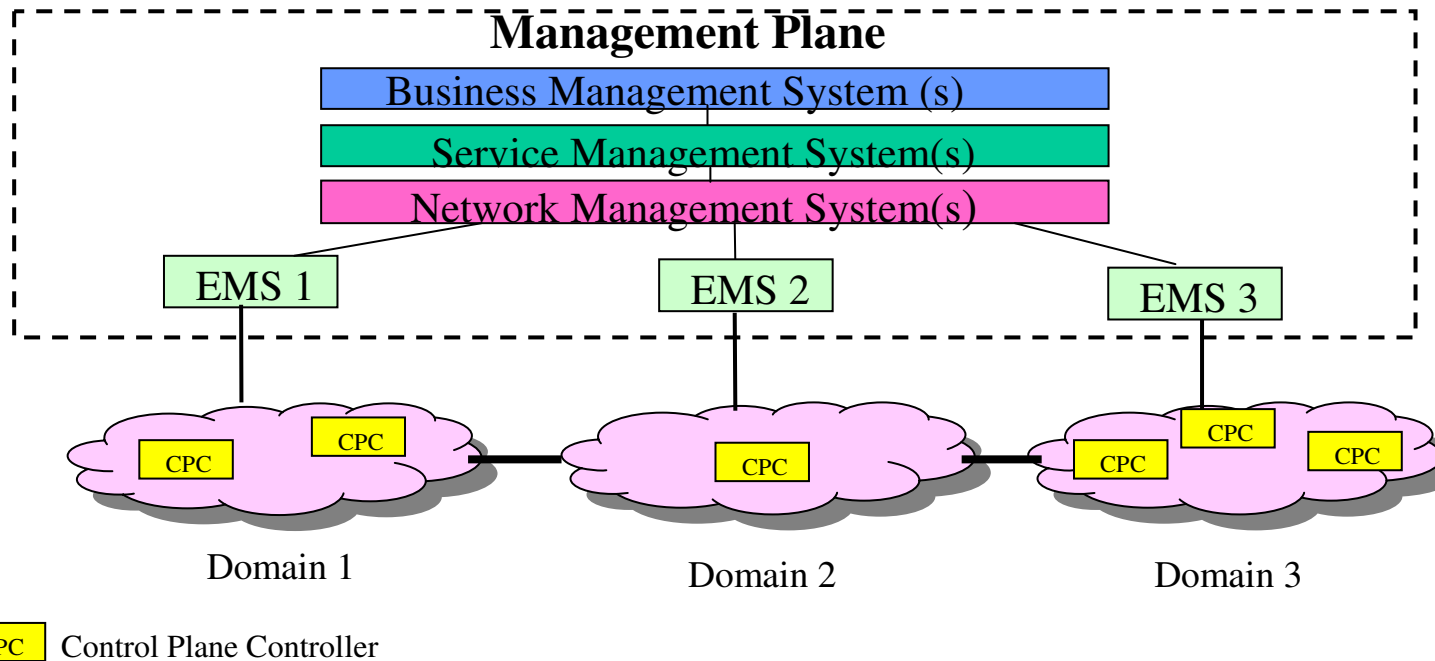 Management Plane
Business Management System (s)
Service Management System(s)
Network Management System(s)
EMS 1
EMS 2
EMS 3
CPC
CPC
CPC
CPC
CPC
CPC
Domain 1
Domain 2
Domain 3
PC Control Plane Controller